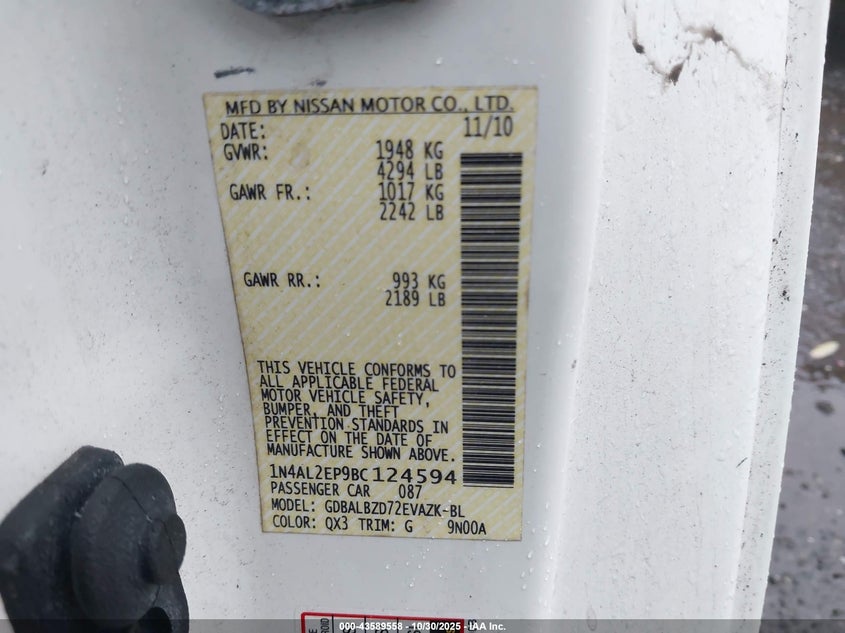 MFD BY NISSAN MOTOR CO., LTD.
DATE: 11/10
GVWR: 1948 KG
4294 LB
GAWR FR.: 1017 KG
2242 LB
GAWR RR.: 993 KG
2189 LB
THIS VEHICLE CONFORMS TO
ALL APPLICABLE FEDERAL
MOTOR VEHICLE SAFETY,
BUMPER, AND THEFT
PREVENTION STANDARDS IN
EFFECT ON THE DATE OF
MANUFACTURE SHOWN ABOVE.
1N4AL2EP9BC124594
PASSENGER CAR 087
MODEL: GDBALBZD72EVAZK-BL
COLOR: QX3 TRIM: G 9N00A
000-43589558 - 10/30/2025 - IAA Inc.